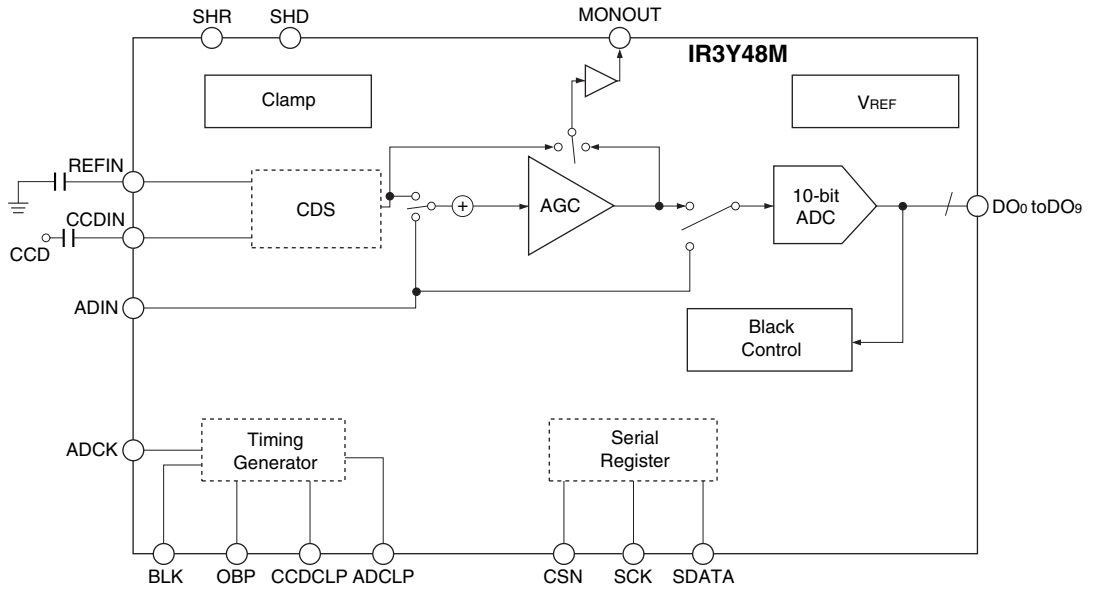 SHR
SHD
MONOUT
IR3Y48M
Clamp
VREF
REFIN
CCDIN
CCD
CDS
+
AGC
10-bit
ADC
DO0 toDO9
ADIN
Black
Control
ADCK
Timing
Generator
Serial
Register
BLK
OBP
CCDCLP
ADCLP
CSN
SCK
SDATA